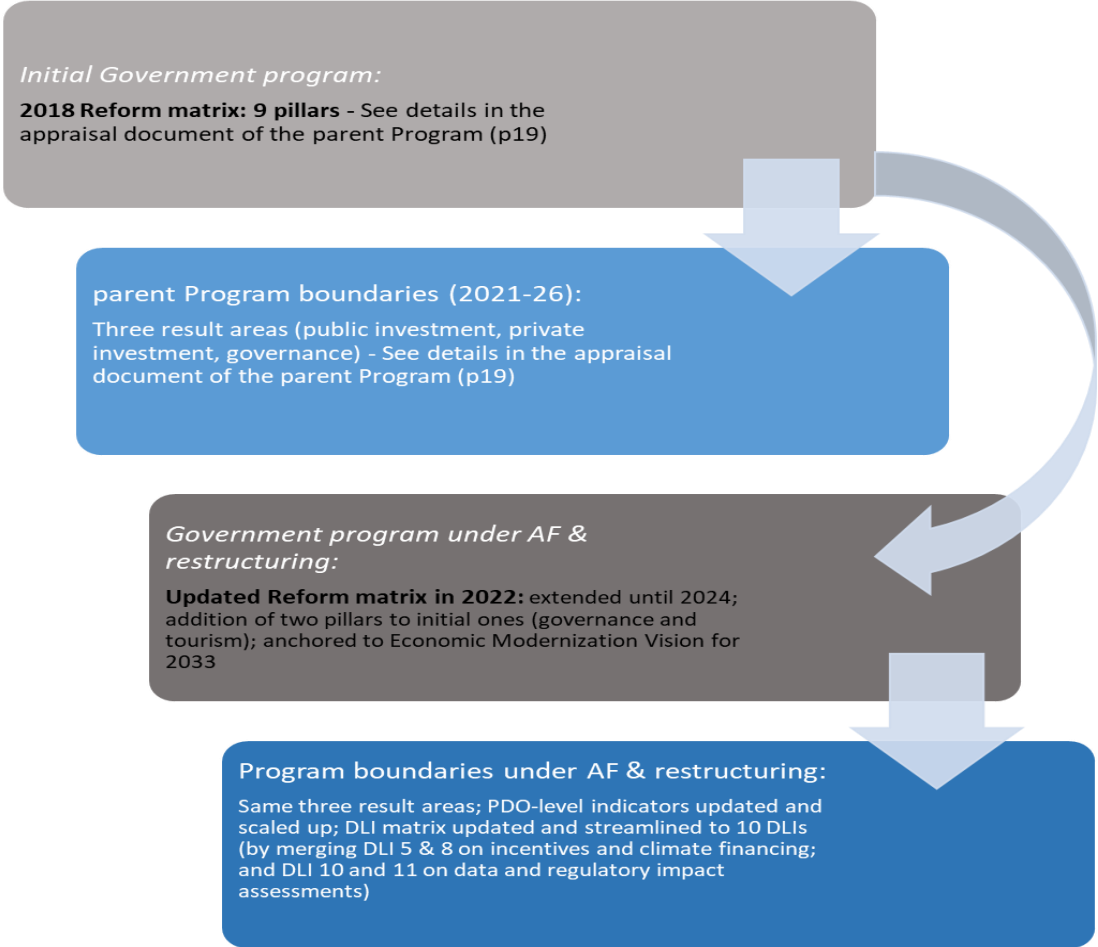 Initial Government program:
2018 Reform matrix: 9 pillars - See details in the
appraisal document of the parent Program (p19)
parent Program boundaries (2021-26):
Three result areas (public investment, private
investment, governance) - See details in the appraisal
document of the parent Program (p19)
Government program under AF &
restructuring:
Updated Reform matrix in 2022: extended until 2024;
addition of two pillars to initial ones (governance and
tourism); anchored to Economic Modernization Vision for
2033
Program boundaries under AF & restructuring:
Same three result areas; PDO-level indicators updated and
scaled up; DLI matrix updated and streamlined to 10 DLIs
(by merging DLI 5 & 8 on incentives and climate financing;
and DLI 10 and 11 on data and regulatory impact
assessments)